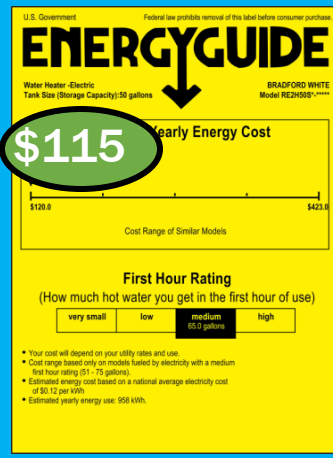 U.S. Government Federal law prohibits removal of this label before consumer purchase.
ENERGYGUIDE
Water Heater -Electric BRADFORD WHITE
Tank Size (Storage Capacity):50 gallons Model RE2H50S*-*****
$115 Yearly Energy Cost
$120.0 $423.0
Cost Range of Similar Models
First Hour Rating
(How much hot water you get in the first hour of use)
very small low medium high
65.0 gallons
• Your cost will depend on your utility rates and use.
• Cost range based only on models fueled by electricity with a medium
first hour rating (51 - 75 gallons).
• Estimated energy cost based on a national average electricity cost
of $0.12 per kWh
• Estimated yearly energy use: 958 kWh.